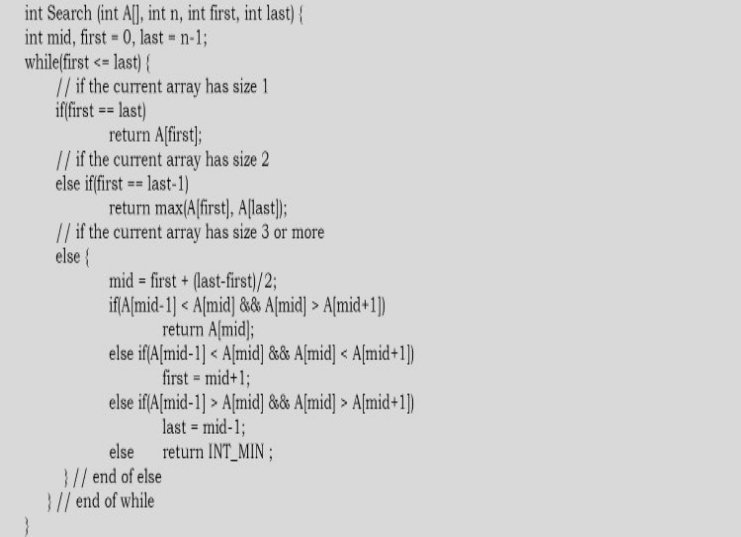 int Search (int A[], int n, int first, int last) {
int mid, first = 0, last = n-1;
while(first <= last) {
// if the current array has size 1
if(first == last)
return A[first];
// if the current array has size 2
else if(first == last-1)
return max(A[first], A[last]);
// if the current array has size 3 or more
else {
mid = first + (last-first)/2;
if(A[mid-1] < A[mid] && A[mid] > A[mid+1])
return A[mid];
else if(A[mid-1] < A[mid] && A[mid] < A[mid+1])
first = mid+1;
else if(A[mid-1] > A[mid] && A[mid] > A[mid+1])
last = mid-1;
else return INT_MIN ;
} // end of else
} // end of while
}